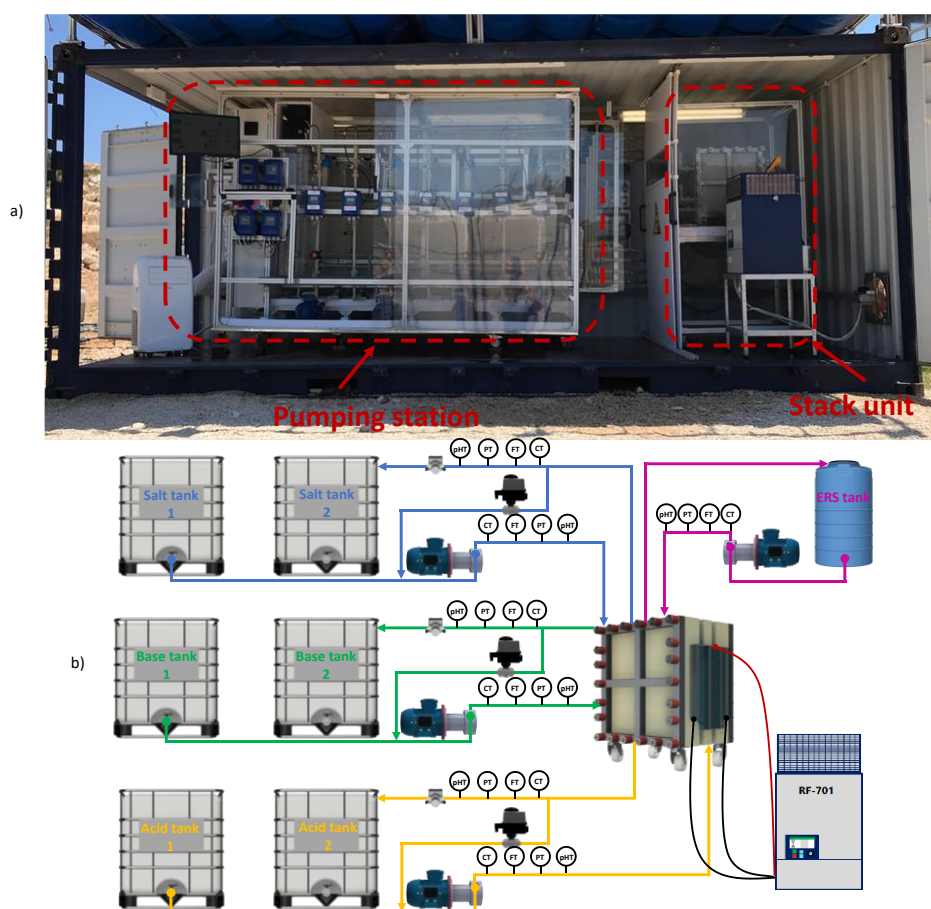 a)
Pumping station
Stack unit
pHT PT FT CT
Salt tank
1
Salt tank
2
CT FT PT pHT
ERS tank
pHT PT FT CT
b)
pHT PT FT CT
Base tank
1
Base tank
2
CT FT PT pHT
pHT PT FT CT
RF-701
Acid tank
1
Acid tank
2
CT FT PT pHT